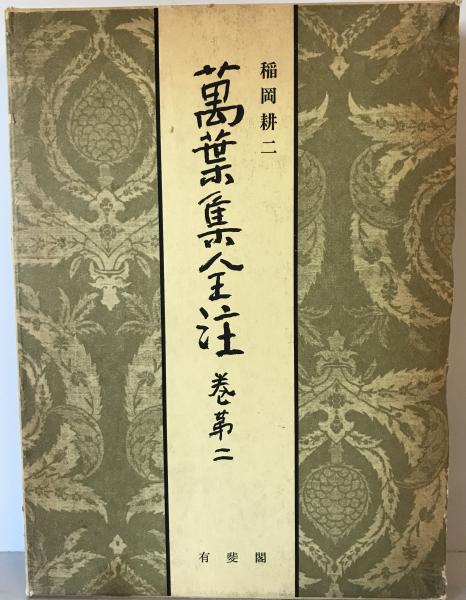 稲岡耕二
萬葉集全注 巻第二
有斐閣